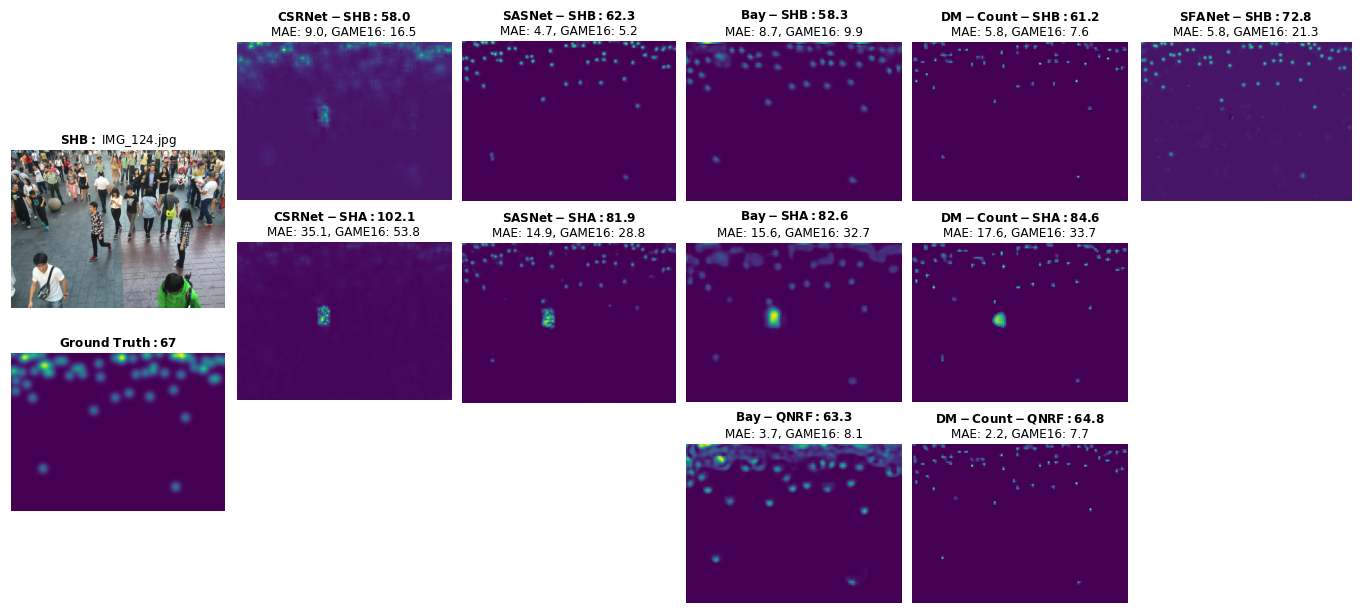 CSRNet − SHB : 58.0
MAE: 9.0, GAME16: 16.5
SASNet − SHB : 62.3
MAE: 4.7, GAME16: 5.2
Bay − SHB : 58.3
MAE: 8.7, GAME16: 9.9
DM − Count − SHB : 61.2
MAE: 5.8, GAME16: 7.6
SFANet − SHB : 72.8
MAE: 5.8, GAME16: 21.3
SHB : IMG_124.jpg
CSRNet − SHA : 102.1
MAE: 35.1, GAME16: 53.8
SASNet − SHA : 81.9
MAE: 14.9, GAME16: 28.8
Bay − SHA : 82.6
MAE: 15.6, GAME16: 32.7
DM − Count − SHA : 84.6
MAE: 17.6, GAME16: 33.7
Ground Truth : 67
Bay − QNRF : 63.3
MAE: 3.7, GAME16: 8.1
DM − Count − QNRF : 64.8
MAE: 2.2, GAME16: 7.7